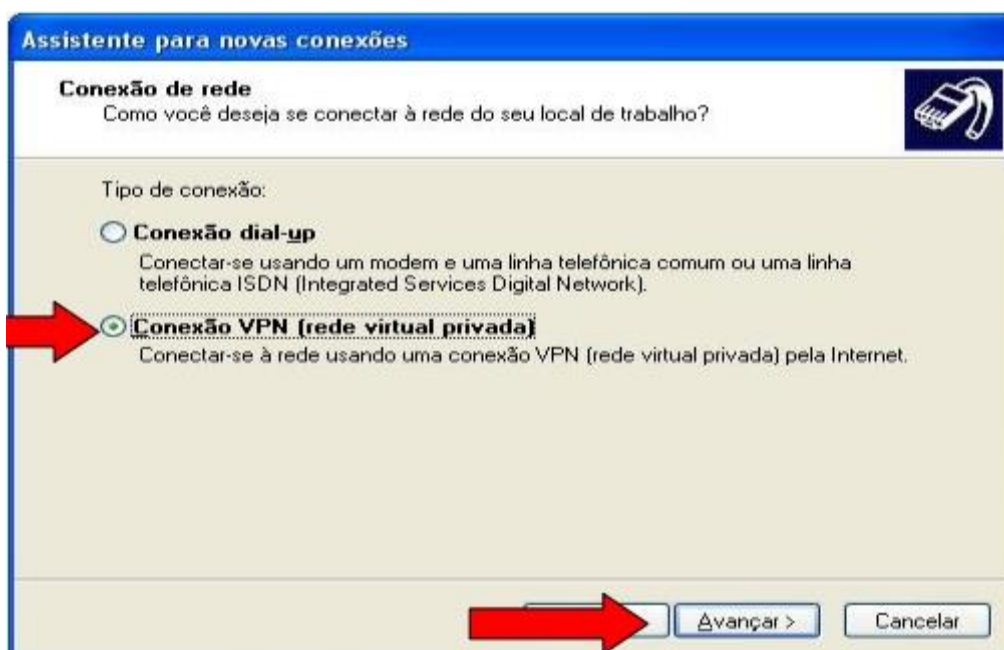 Assistente para novas conexões
Conexão de rede
Como você deseja se conectar à rede do seu local de trabalho?
Tipo de conexão:
Conexão dial-up
Conectar-se usando um modem e uma linha telefônica comum ou uma linha
telefônica ISDN (Integrated Services Digital Network).
Conexão VPN (rede virtual privada)
Conectar-se à rede usando uma conexão VPN (rede virtual privada) pela Internet.
Avançar > Cancelar